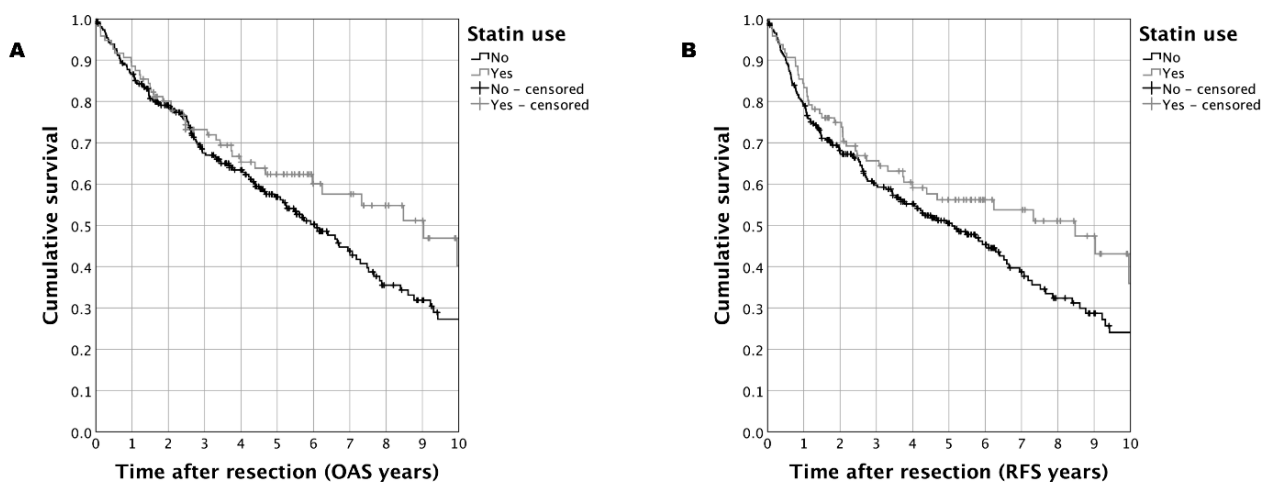 A
Cumulative survival
1.0
0.9
0.8
0.7
0.6
0.5
0.4
0.3
0.2
0.1
0.0
0 1 2 3 4 5 6 7 8 9 10
Time after resection (OAS years)
Statin use
No
Yes
No - censored
Yes - censored
B
Cumulative survival
1.0
0.9
0.8
0.7
0.6
0.5
0.4
0.3
0.2
0.1
0.0
0 1 2 3 4 5 6 7 8 9 10
Time after resection (RFS years)
Statin use
No
Yes
No - censored
Yes - censored